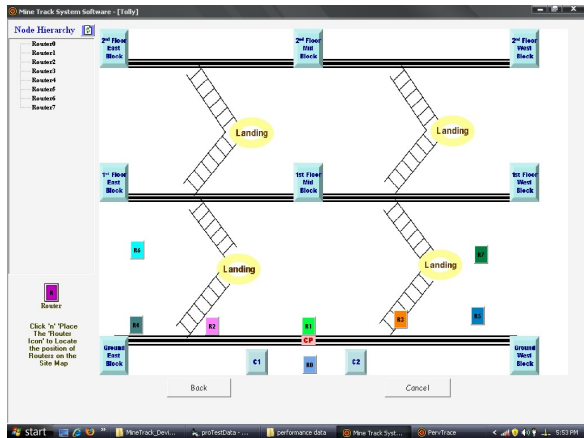 Mine Track System Software - [Tolly]
Node Hierarchy
Router0
Router1
Router2
Router3
Router4
Router5
Router6
Router7
R
Router
Click 'n' 'Place
The 'Router
Icon' to Locate
the position of
Routers on the
Site Map
2nd Floor
East
Block
2nd Floor
Mid
Block
2nd Floor
West
Block
Landing
Landing
1st Floor
East
Block
1st Floor
Mid
Block
1st Floor
West
Block
R6
R7
Landing
Landing
R4
R2
R1
R3
R5
CP
Ground
East
Block
C1
R0
C2
Ground
West
Block
Back
Cancel
start
MineTrack_Devi...
proTestData - ...
performance data
Mine Track Syst...
PervTrace
5:53 PM